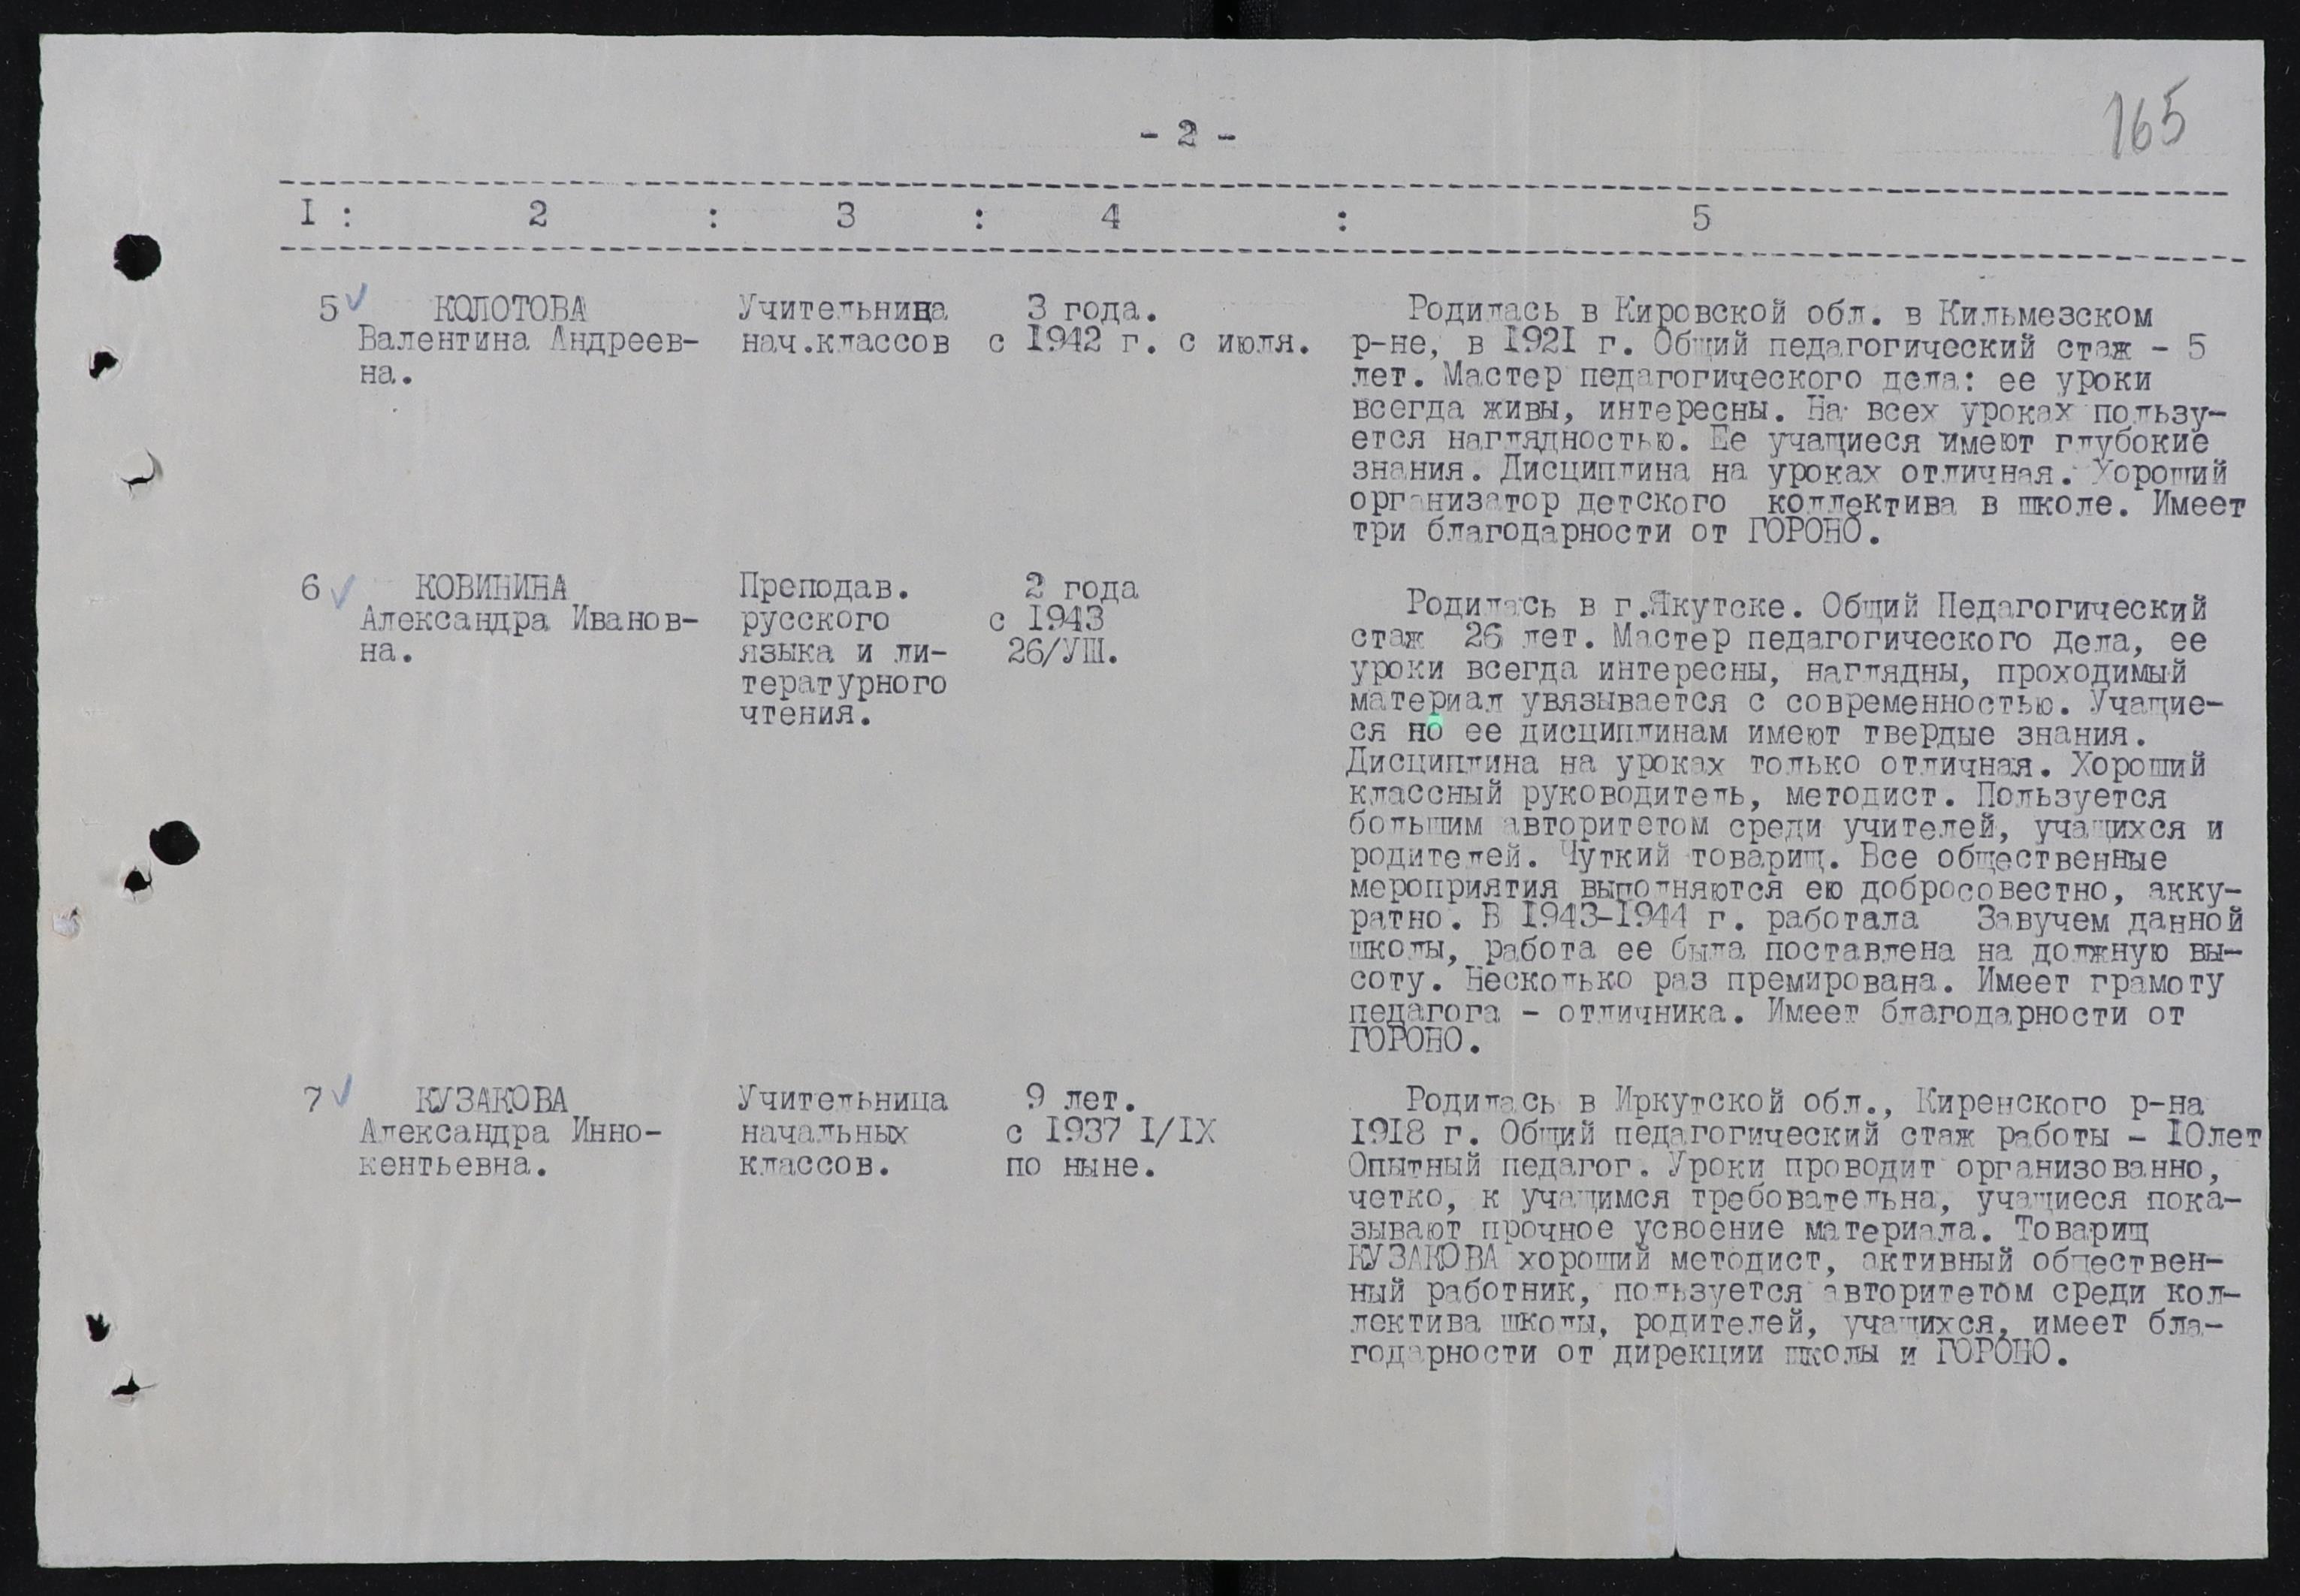 165
- 2 -
I : 2 : 3 : 4 : 5
5 КОЛОТОВА
Валентина Андреев-
на.
Учительница
нач.классов
3 года.
с 1942 г. с июля.
Родилась в Кировской обл. в Кильмезском
р-не, в 1921 г. Общий педагогический стаж - 5
лет. Мастер педагогического дела: ее уроки
всегда живы, интересны. На всех уроках пользу-
ется наглядностью. Ее учащиеся имеют глубокие
знания. Дисциплина на уроках отличная. Хороший
организатор детского коллектива в школе. Имеет
три благодарности от ГОРОНО.
6 КОВИНИНА
Александра Иванов-
на.
Преподав.
русского
языка и ли-
тературного
чтения.
2 года
с 1943
26/УШ.
Родилась в г.Якутске. Общий Педагогический
стаж 26 лет. Мастер педагогического дела, ее
уроки всегда интересны, наглядны, проходимый
материал увязывается с современностью. Учащие-
ся но ее дисциплинам имеют твердые знания.
Дисциплина на уроках только отличная. Хороший
классный руководитель, методист. Пользуется
большим авторитетом среди учителей, учащихся и
родителей. Чуткий товарищ. Все общественные
мероприятия выполняются ею добросовестно, акку-
ратно. В 1943-1944 г. работала Завучем данной
школы, работа ее была поставлена на должную вы-
соту. Несколько раз премирована. Имеет грамоту
педагога - отличника. Имеет благодарности от
ГОРОНО.
7 КУЗАКОВА
Александра Инно-
кентьевна.
Учительница
начальных
классов.
9 лет.
с 1937 I/IX
по ныне.
Родилась в Иркутской обл., Киренского р-на
1918 г. Общий педагогический стаж работы - 10лет
Опытный педагог. Уроки проводит организованно,
четко, к учащимся требовательна, учащиеся пока-
зывают прочное усвоение материала. Товарищ
КУЗАКОВА хороший методист, активный обществен-
ный работник, пользуется авторитетом среди кол-
лектива школы, родителей, учащихся, имеет бла-
годарности от дирекции школы и ГОРОНО.